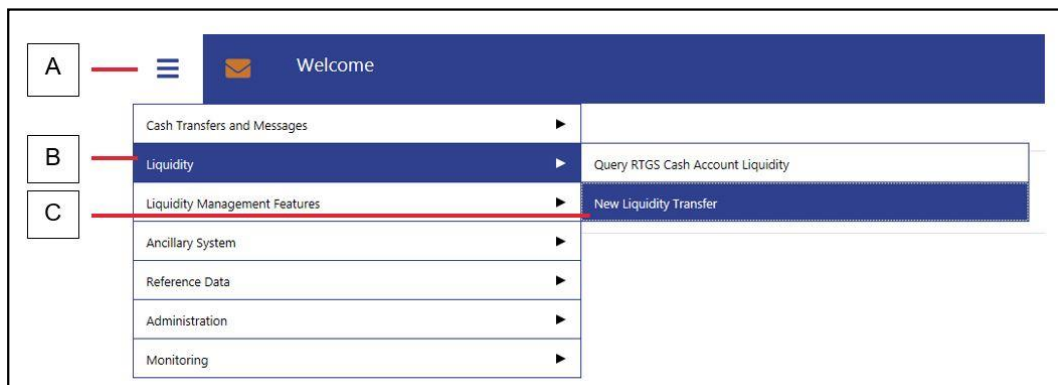 A
Welcome
Cash Transfers and Messages
B
Liquidity
Query RTGS Cash Account Liquidity
C
Liquidity Management Features
New Liquidity Transfer
Ancillary System
Reference Data
Administration
Monitoring